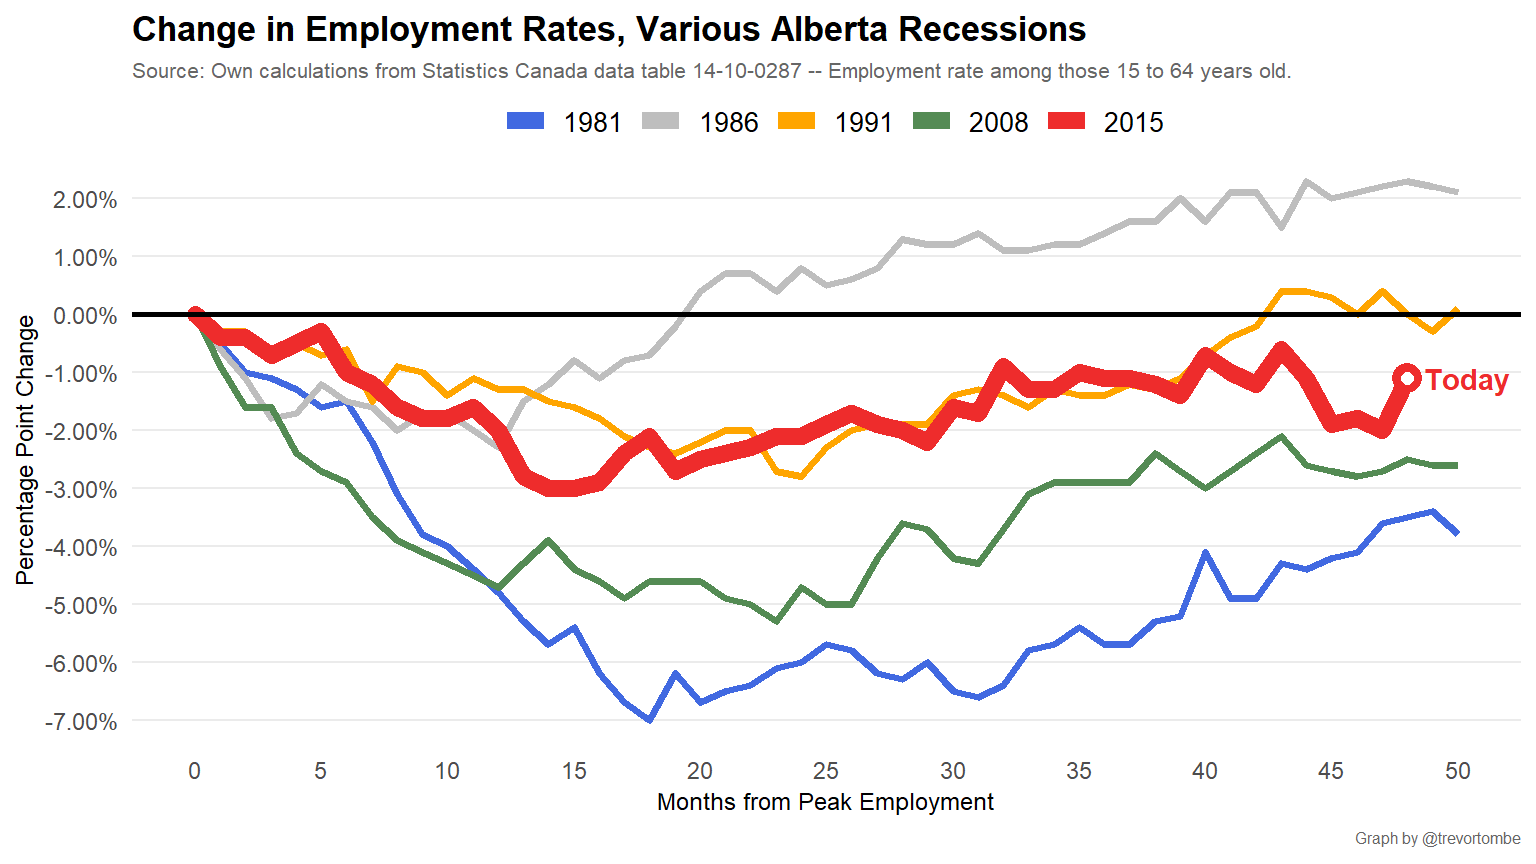 Change in Employment Rates, Various Alberta Recessions
Source: Own calculations from Statistics Canada data table 14-10-0287 -- Employment rate among those 15 to 64 years old.
1981 1986 1991 2008 2015
Percentage Point Change
2.00%
1.00%
0.00%
-1.00%
-2.00%
-3.00%
-4.00%
-5.00%
-6.00%
-7.00%
Today
0 5 10 15 20 25 30 35 40 45 50
Months from Peak Employment
Graph by @trevortombe